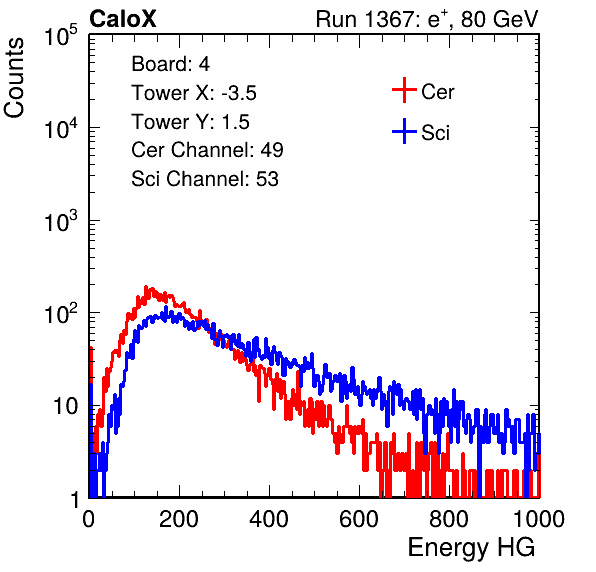 CaloX Run 1367: e⁺, 80 GeV
Counts
Board: 4
Tower X: -3.5
Tower Y: 1.5
Cer Channel: 49
Sci Channel: 53
Cer
Sci
10⁵
10⁴
10³
10²
10
1
0 200 400 600 800 1000
Energy HG